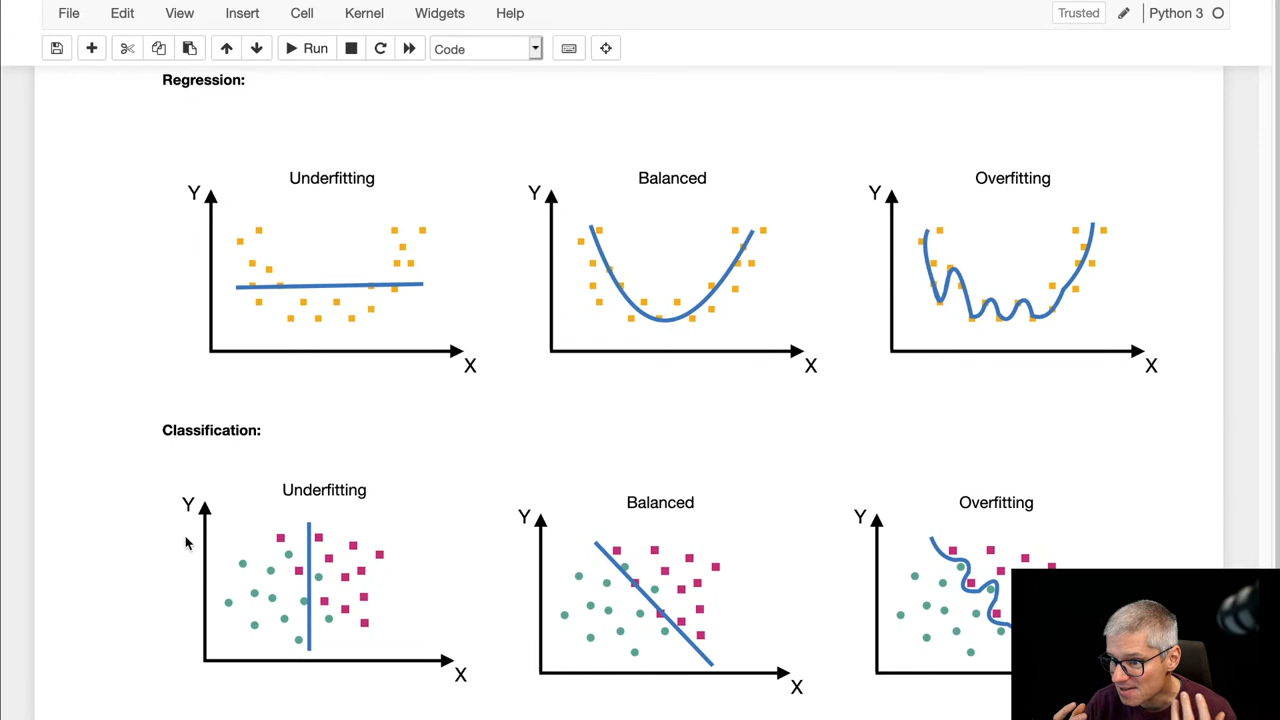 File Edit View Insert Cell Kernel Widgets Help Trusted Python 3
Run Code
Regression:
Underfitting Balanced Overfitting
Y Y Y
X X X
Classification:
Underfitting Balanced Overfitting
Y Y Y
X X